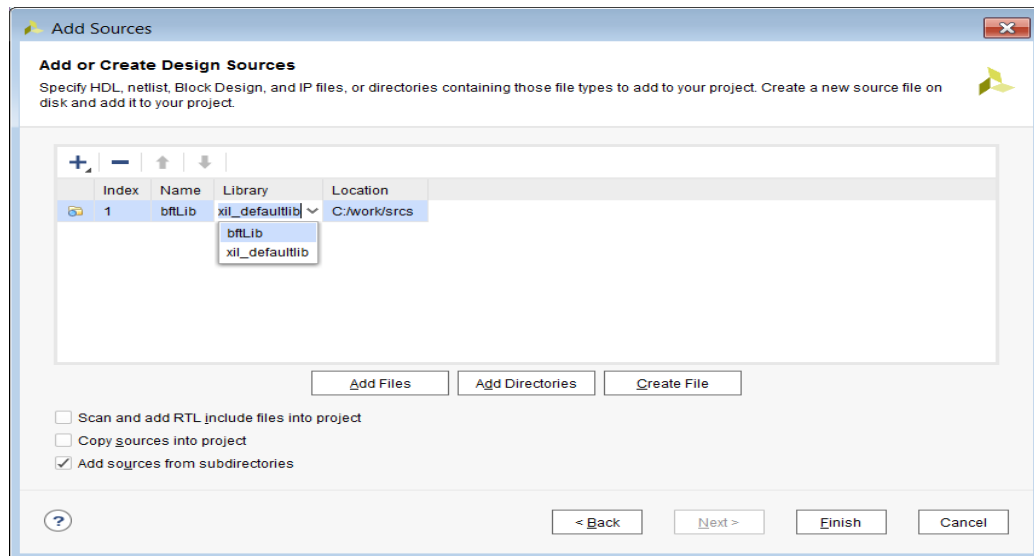 Add Sources
Add or Create Design Sources
Specify HDL, netlist, Block Design, and IP files, or directories containing those file types to add to your project. Create a new source file on
disk and add it to your project.
Index Name Library Location
1 bftLib xil_defaultlib C:/work/srcs
bftLib
xil_defaultlib
Add Files Add Directories Create File
Scan and add RTL include files into project
Copy sources into project
Add sources from subdirectories
? < Back Next > Finish Cancel